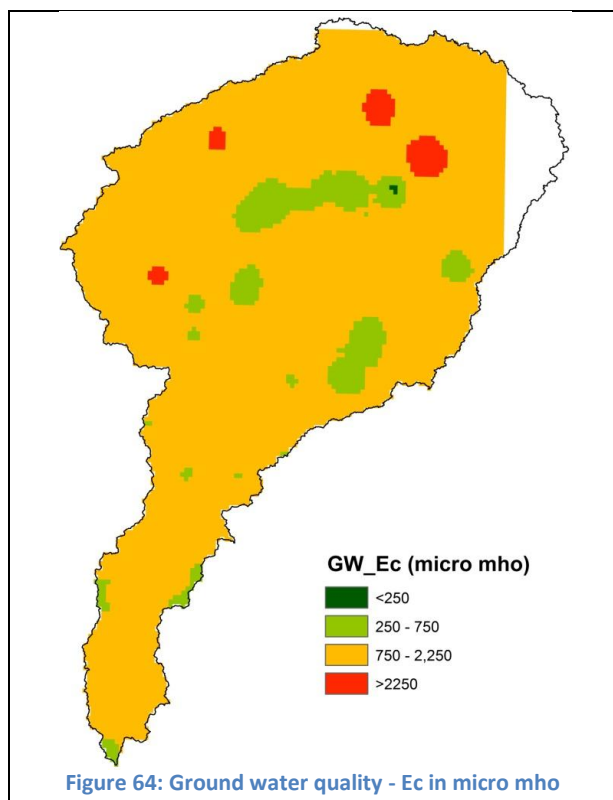 GW_Ec (micro mho)
<250
250 - 750
750 - 2,250
>2250
Figure 64: Ground water quality - Ec in micro mho